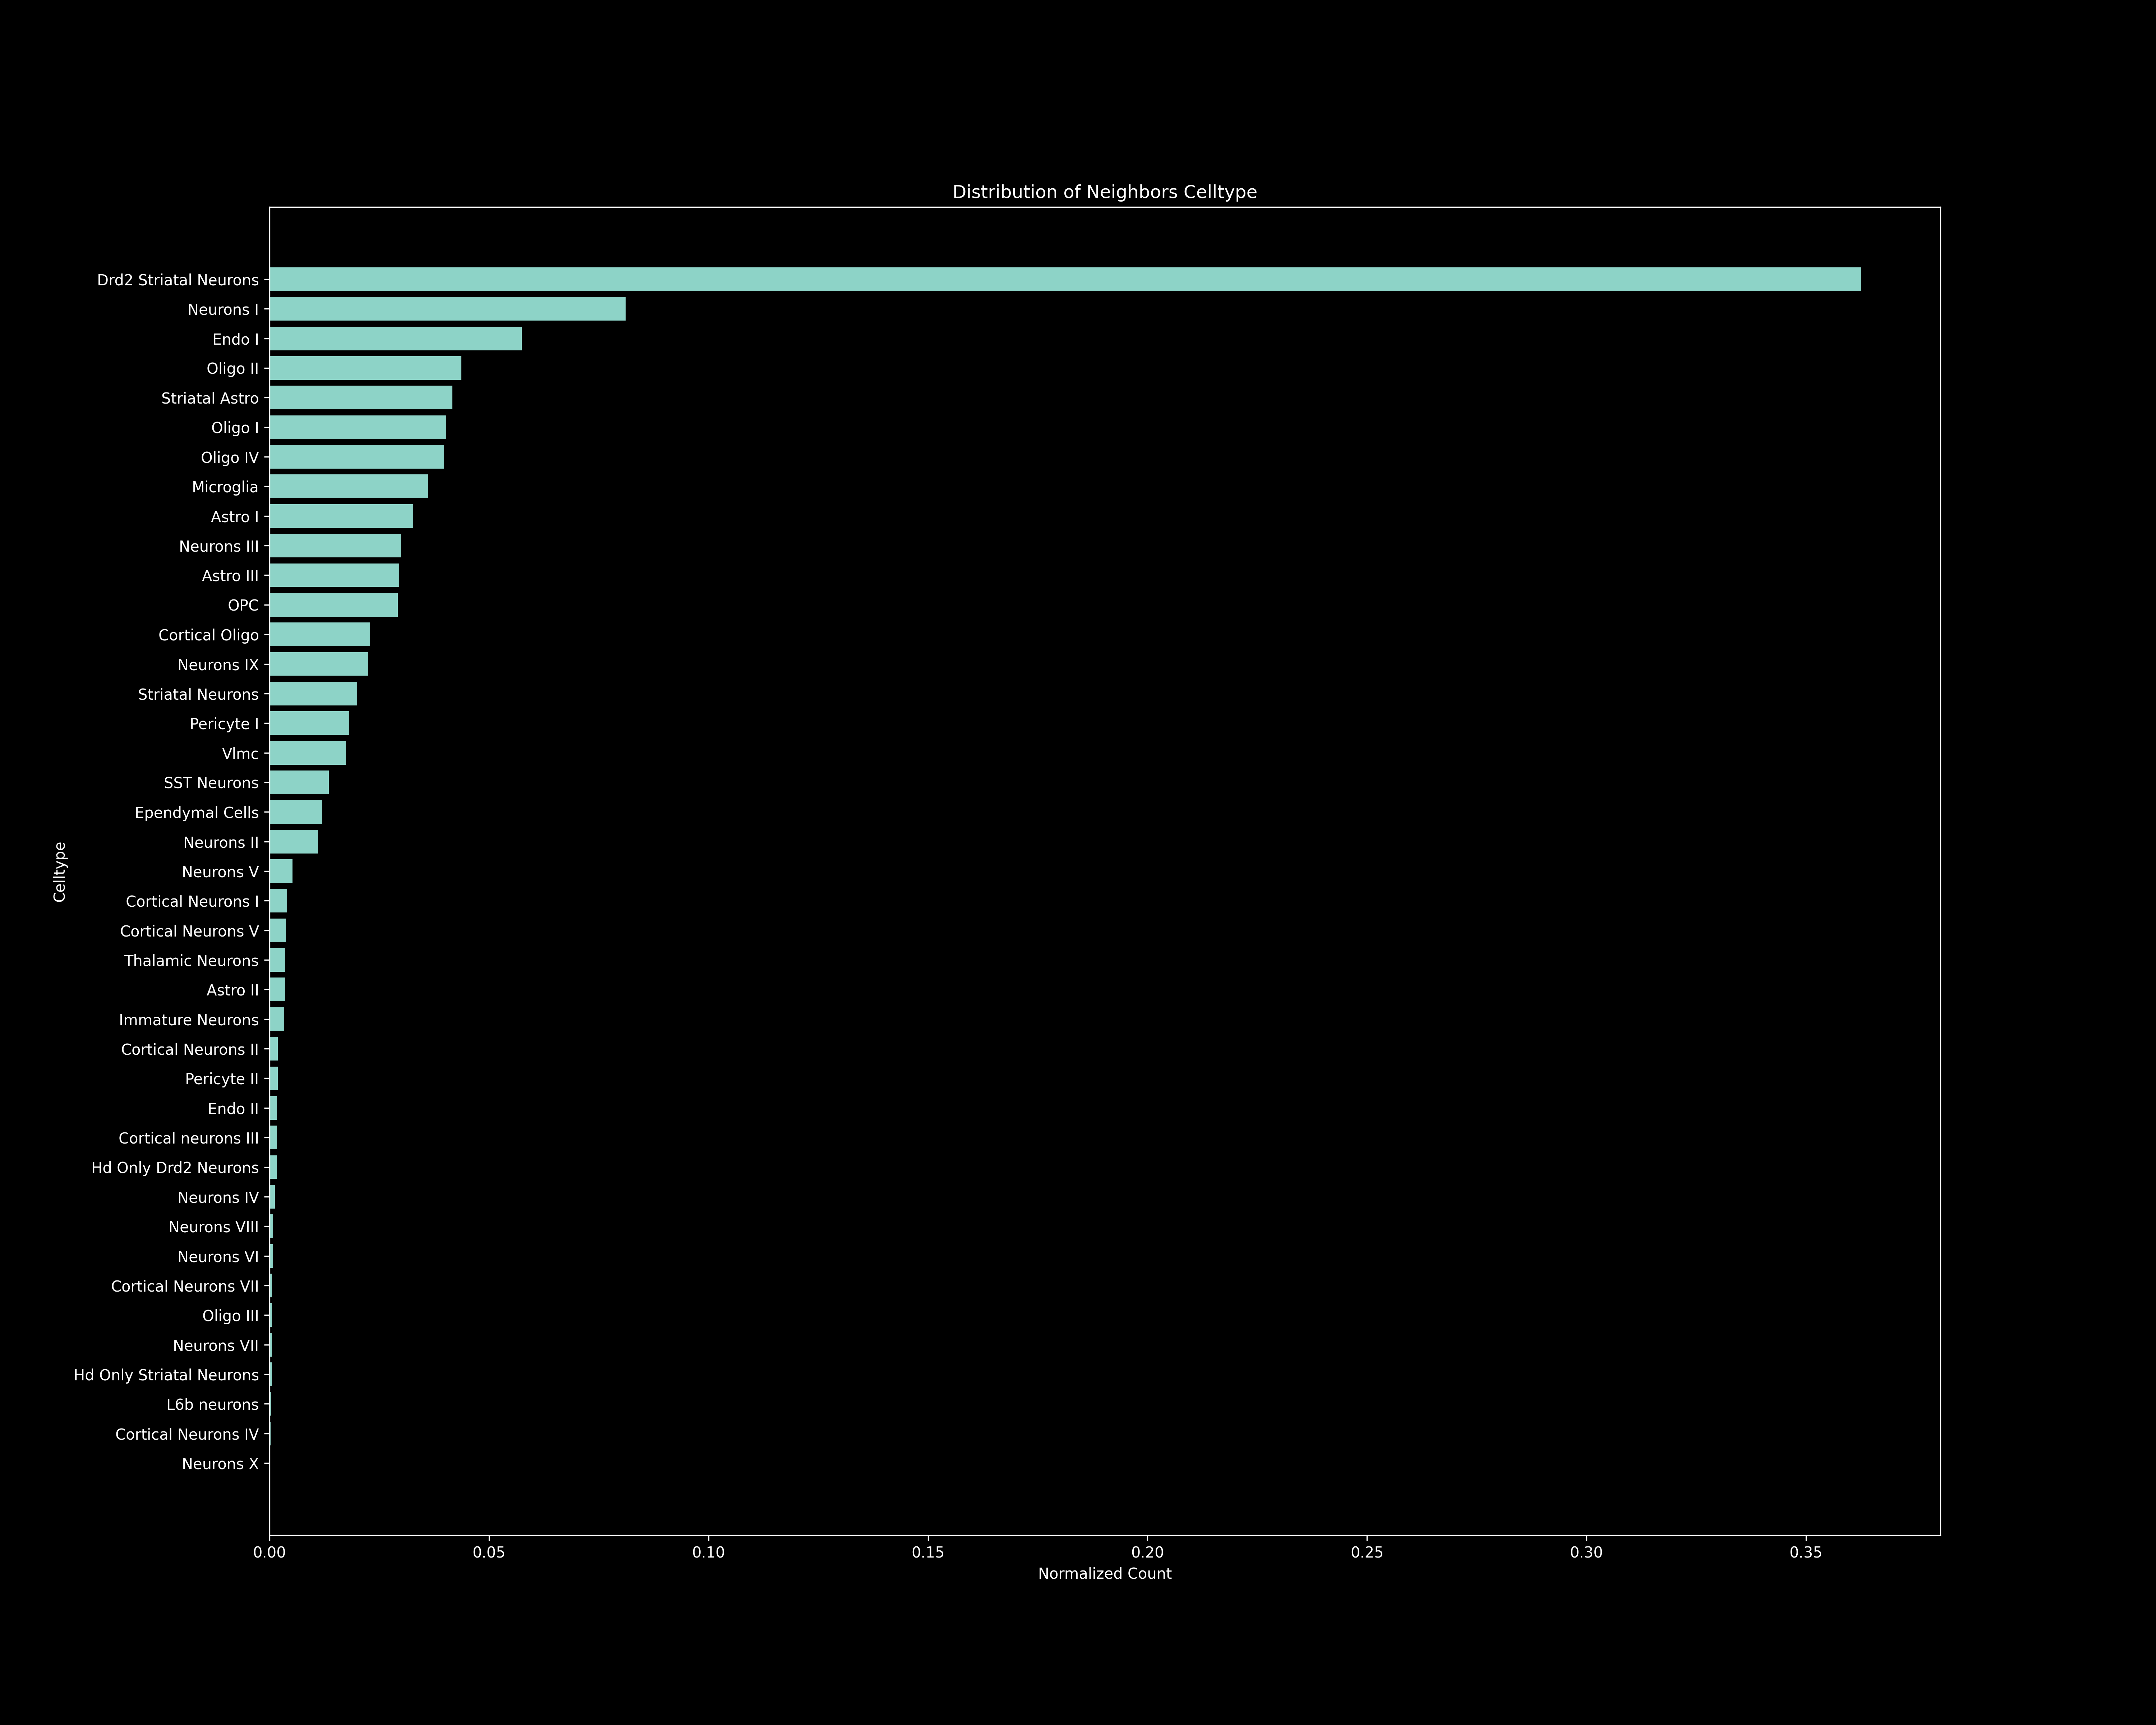 Distribution of Neighbors Celltype
Drd2 Striatal Neurons
Neurons I
Endo I
Oligo II
Striatal Astro
Oligo I
Oligo IV
Microglia
Astro I
Neurons III
Astro III
OPC
Cortical Oligo
Neurons IX
Striatal Neurons
Pericyte I
Vlmc
SST Neurons
Ependymal Cells
Neurons II
Neurons V
Cortical Neurons I
Cortical Neurons V
Thalamic Neurons
Astro II
Immature Neurons
Cortical Neurons II
Pericyte II
Endo II
Cortical neurons III
Hd Only Drd2 Neurons
Neurons IV
Neurons VIII
Neurons VI
Cortical Neurons VII
Oligo III
Neurons VII
Hd Only Striatal Neurons
L6b neurons
Cortical Neurons IV
Neurons X
Celltype
0.00 0.05 0.10 0.15 0.20 0.25 0.30 0.35
Normalized Count